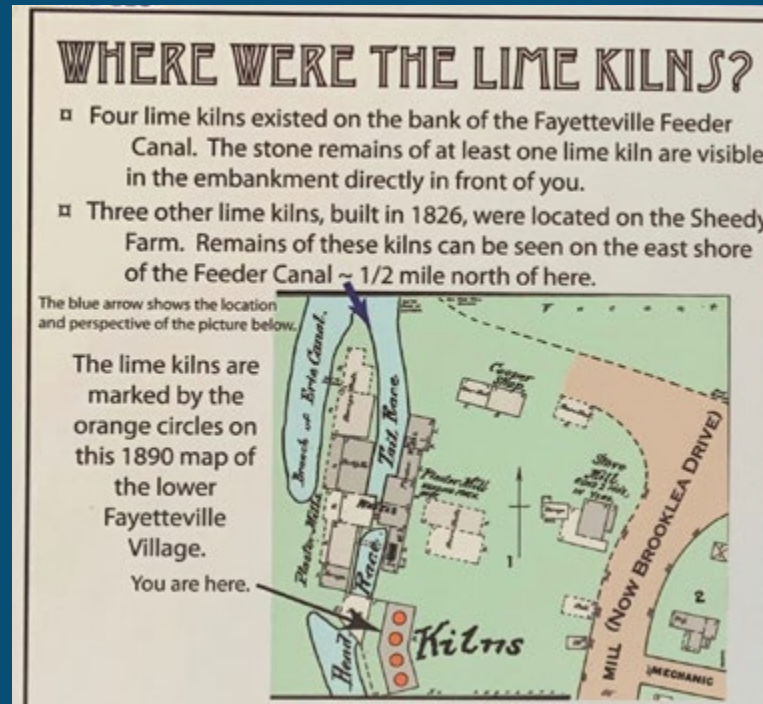 WHERE WERE THE LIME KILNS?
¤ Four lime kilns existed on the bank of the Fayetteville Feeder
Canal. The stone remains of at least one lime kiln are visible
in the embankment directly in front of you.
¤ Three other lime kilns, built in 1826, were located on the Sheedy
Farm. Remains of these kilns can be seen on the east shore
of the Feeder Canal ~ 1/2 mile north of here.
The blue arrow shows the location
and perspective of the picture below.
The lime kilns are
marked by the
orange circles on
this 1890 map of
the lower
Fayetteville
Village.
You are here.
Branch of Erie Canal.
Tail Race
Cooper
Shop
Stave
Mill
Plaster Mill
Plaster Mills
Race
Head
Kilns
1
2
MILL (NOW BROOKLEA DRIVE)
MECHANIC